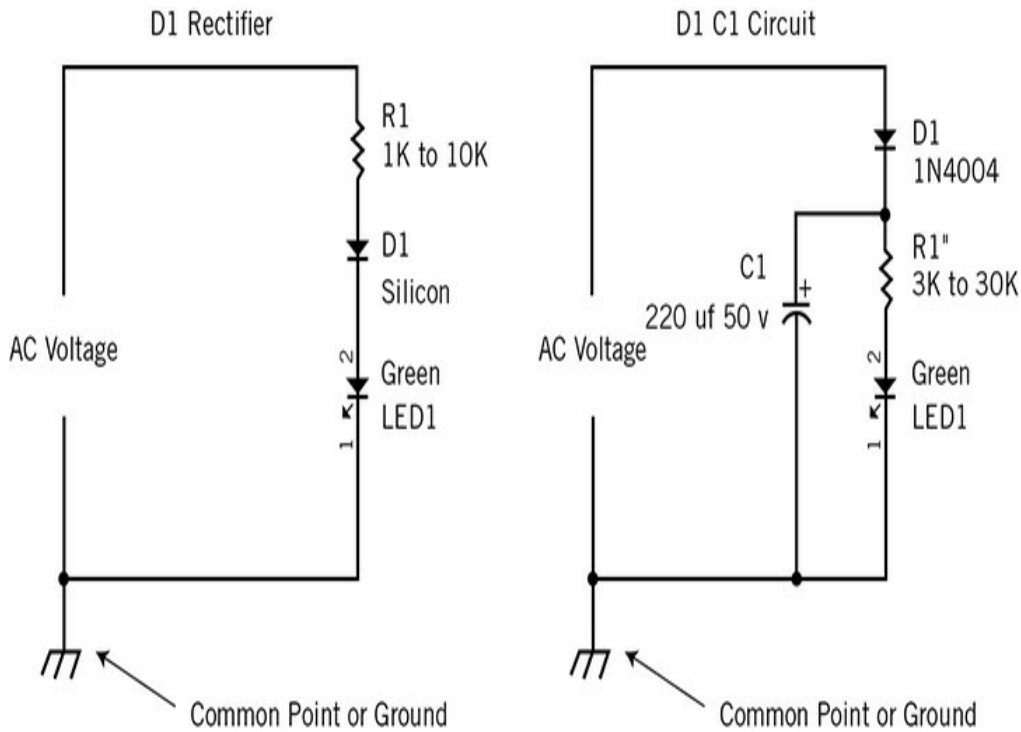 D1 Rectifier
R1
1K to 10K
D1
Silicon
AC Voltage
2
Green
LED1
1
Common Point or Ground
D1 C1 Circuit
D1
1N4004
R1"
3K to 30K
C1
+
220 uf 50 v
AC Voltage
2
Green
LED1
1
Common Point or Ground